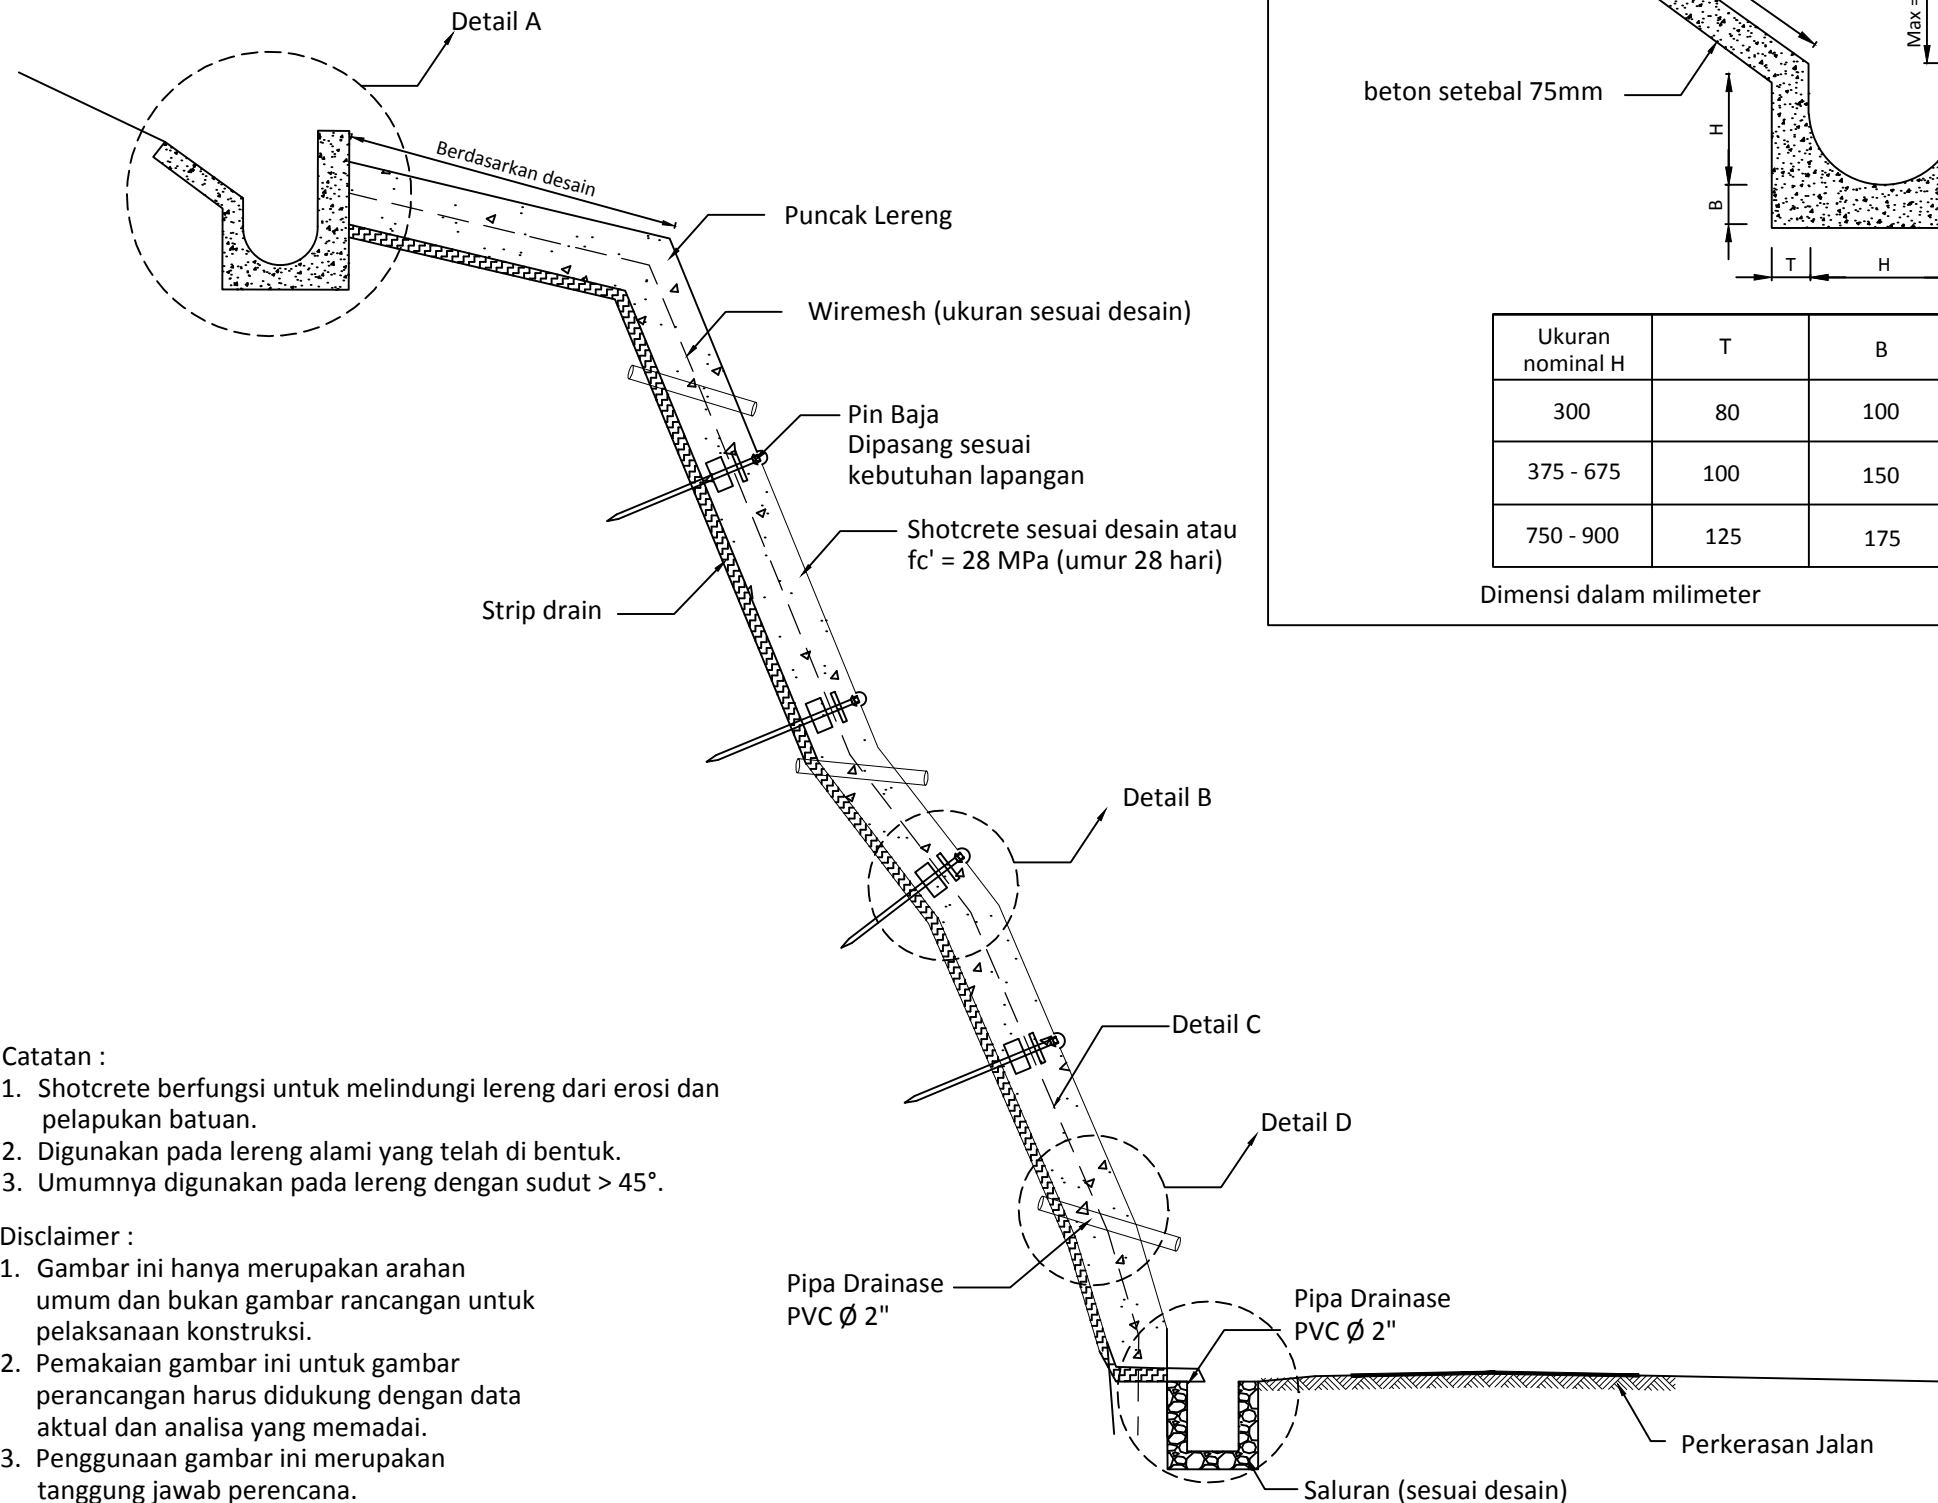 Detail A
Berdasarkan desain
Puncak Lereng
Wiremesh (ukuran sesuai desain)
Pin Baja
Dipasang sesuai
kebutuhan lapangan
Shotcrete sesuai desain atau
fc' = 28 MPa (umur 28 hari)
Strip drain
Detail B
Detail C
Detail D
Pipa Drainase
PVC Ø 2"
Pipa Drainase
PVC Ø 2"
Perkerasan Jalan
Saluran (sesuai desain)
beton setebal 75mm
Max =
H
B
T
H
Ukuran
nominal H
T
B
300
80
100
375 - 675
100
150
750 - 900
125
175
Dimensi dalam milimeter
Catatan :
1. Shotcrete berfungsi untuk melindungi lereng dari erosi dan
pelapukan batuan.
2. Digunakan pada lereng alami yang telah di bentuk.
3. Umumnya digunakan pada lereng dengan sudut > 45°.
Disclaimer :
1. Gambar ini hanya merupakan arahan
umum dan bukan gambar rancangan untuk
pelaksanaan konstruksi.
2. Pemakaian gambar ini untuk gambar
perancangan harus didukung dengan data
aktual dan analisa yang memadai.
3. Penggunaan gambar ini merupakan
tanggung jawab perencana.